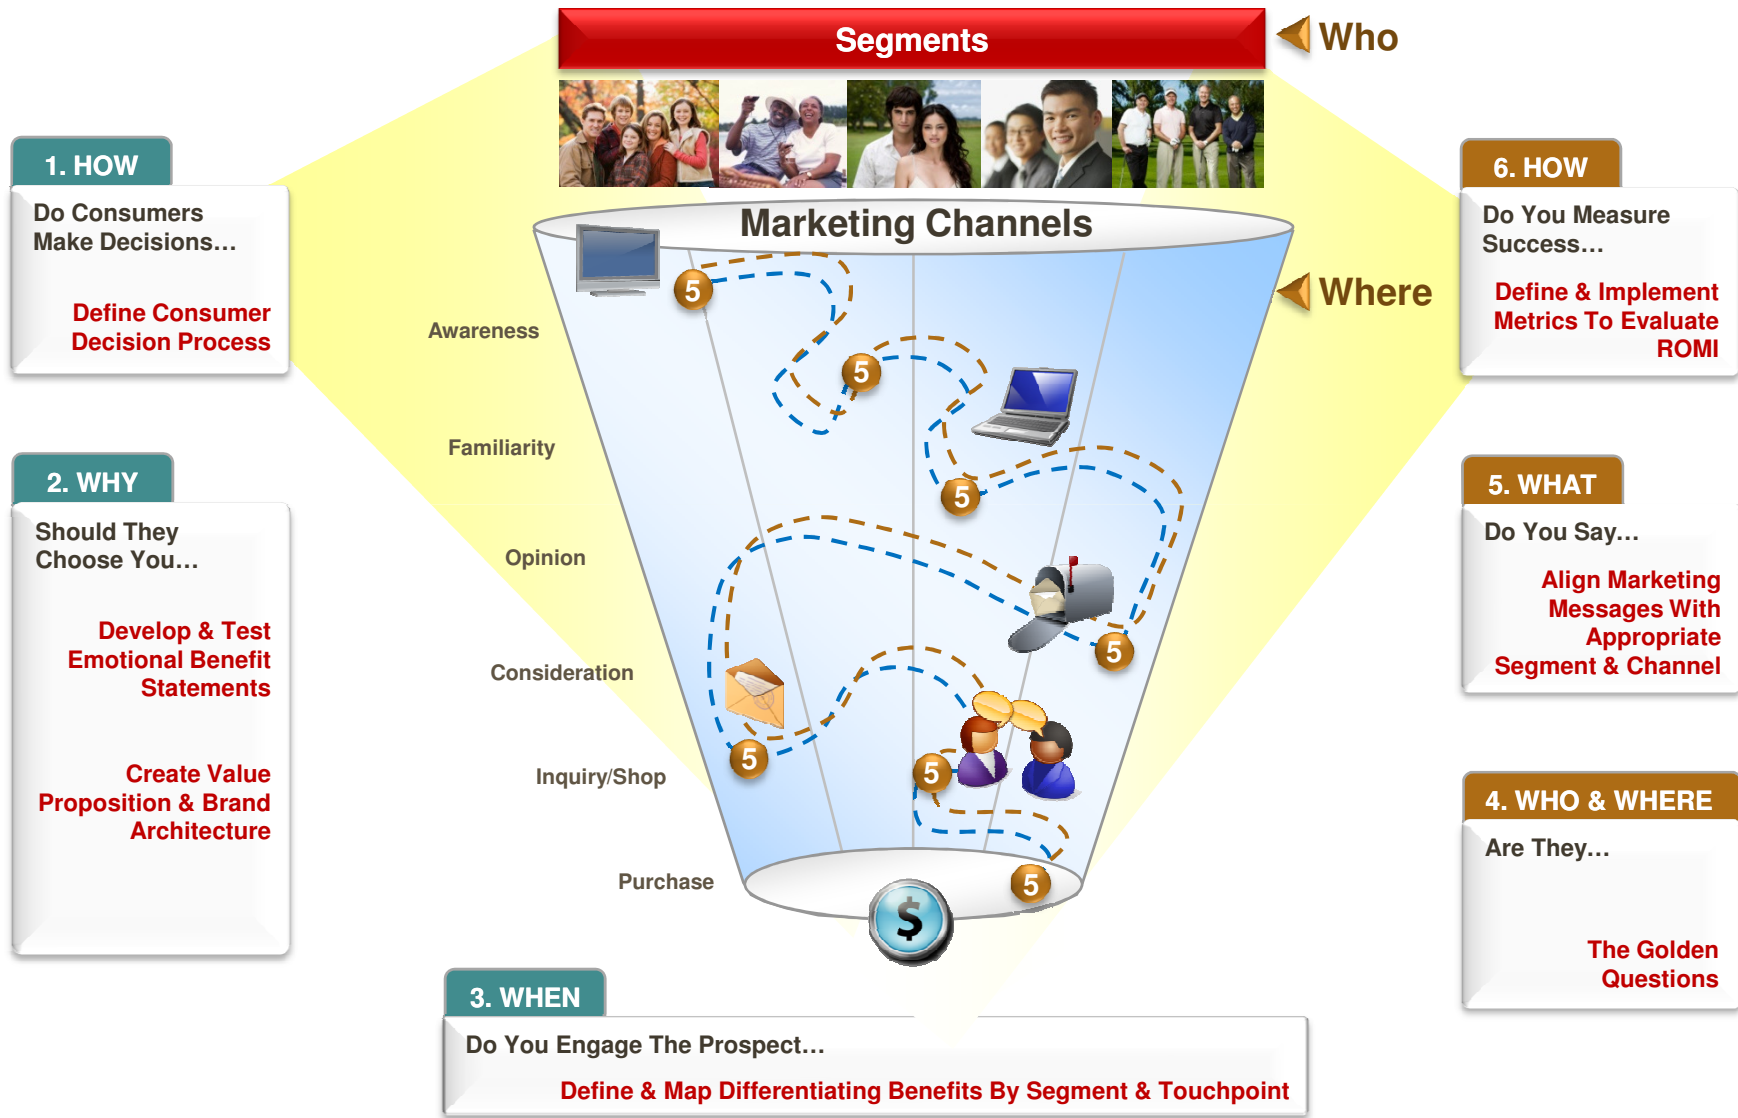 Segments
Who
1. HOW
Do Consumers
Make Decisions...
Define Consumer
Decision Process
2. WHY
Should They
Choose You...
Develop & Test
Emotional Benefit
Statements
Create Value
Proposition & Brand
Architecture
Marketing Channels
Where
5
Awareness
5
Familiarity
5
Opinion
5
Consideration
5
Inquiry/Shop
5
Purchase
5
$
3. WHEN
Do You Engage The Prospect...
Define & Map Differentiating Benefits By Segment & Touchpoint
6. HOW
Do You Measure
Success...
Define & Implement
Metrics To Evaluate
ROMI
5. WHAT
Do You Say...
Align Marketing
Messages With
Appropriate
Segment & Channel
4. WHO & WHERE
Are They...
The Golden
Questions